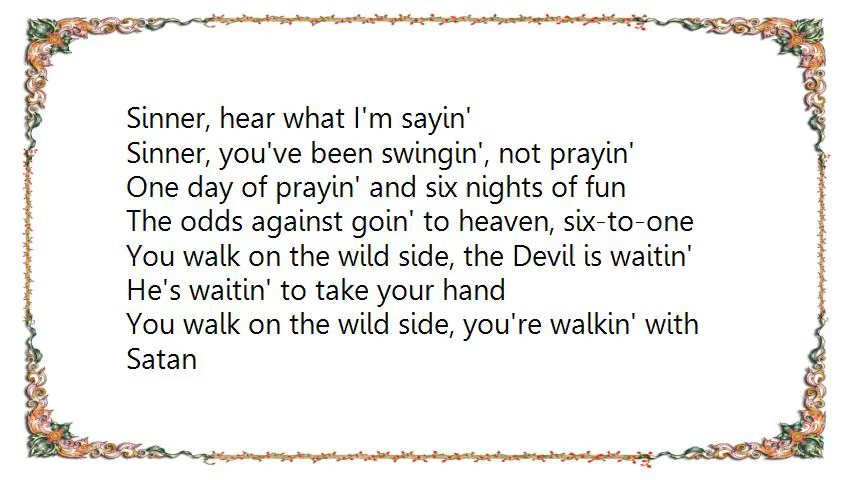 Sinner, hear what I'm sayin'
Sinner, you've been swingin', not prayin'
One day of prayin' and six nights of fun
The odds against goin' to heaven, six-to-one
You walk on the wild side, the Devil is waitin'
He's waitin' to take your hand
You walk on the wild side, you're walkin' with
Satan